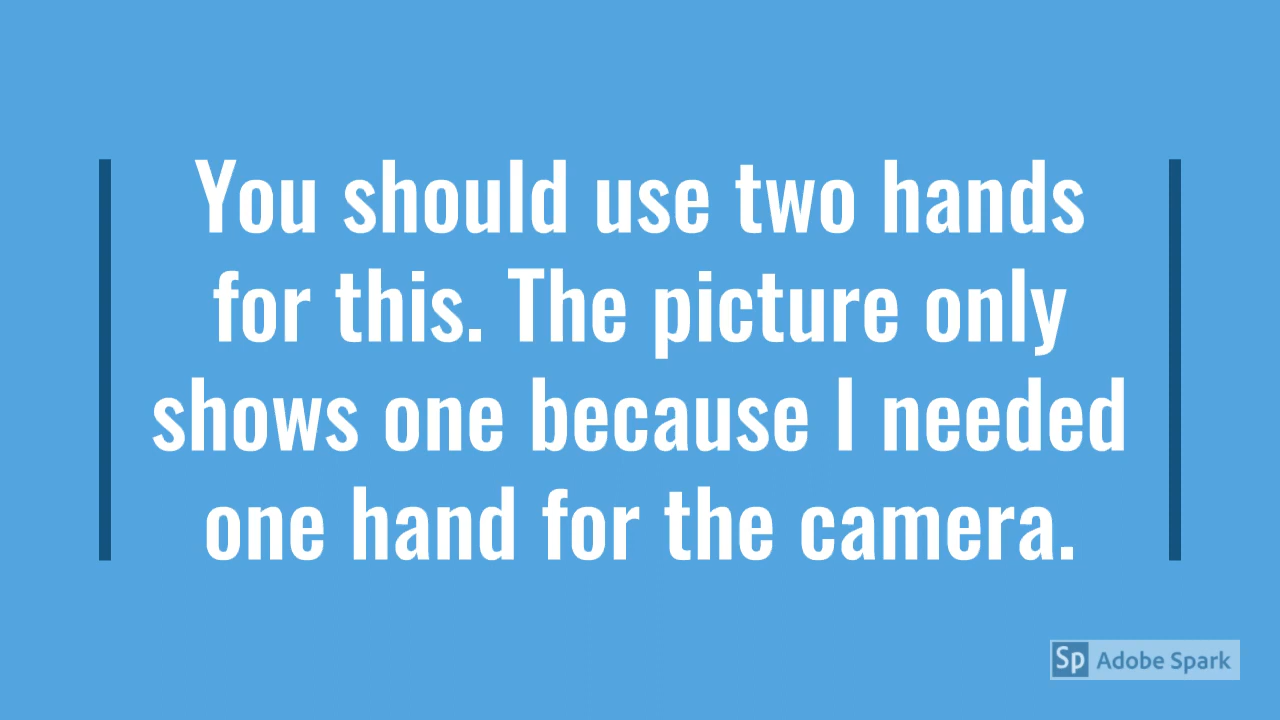 You should use two hands
for this. The picture only
shows one because I needed
one hand for the camera.
Sp Adobe Spark